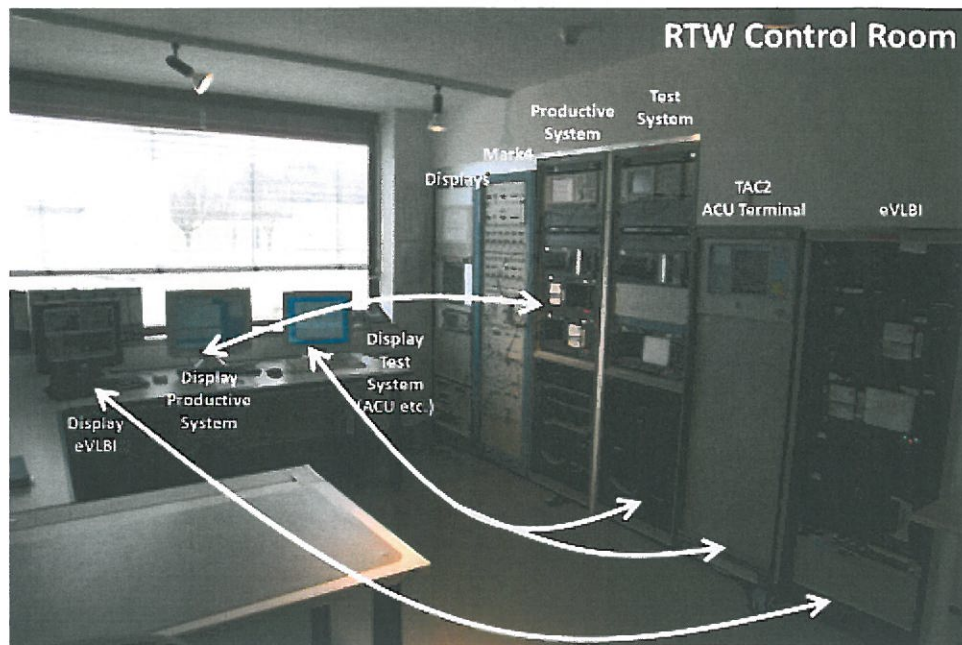 RTW Control Room
Productive
System
Test
System
Mark4
Displays
TAC2
ACU Terminal
eVLBI
Display
Test
System
(ACU etc.)
Display
Productive
System
Display
eVLBI